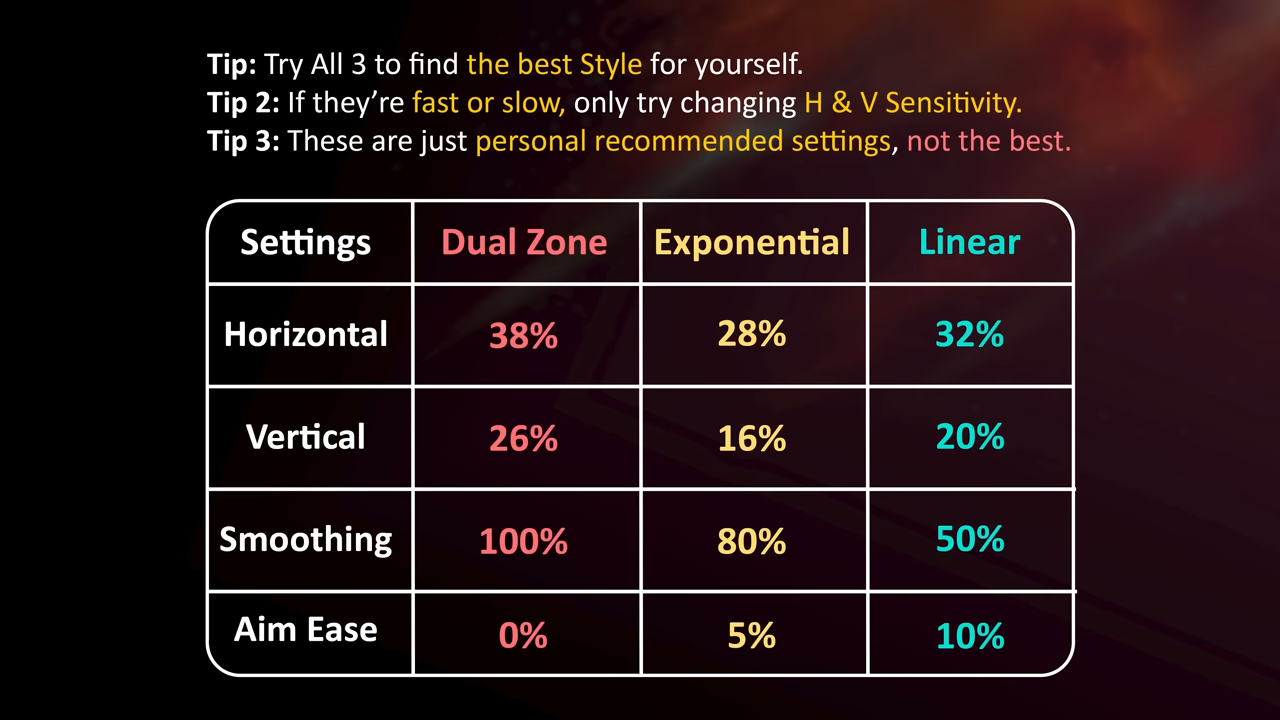 Tip: Try All 3 to find the best Style for yourself.
Tip 2: If they’re fast or slow, only try changing H & V Sensitivity.
Tip 3: These are just personal recommended settings, not the best.
Settings Dual Zone Exponential Linear
Horizontal 38% 28% 32%
Vertical 26% 16% 20%
Smoothing 100% 80% 50%
Aim Ease 0% 5% 10%